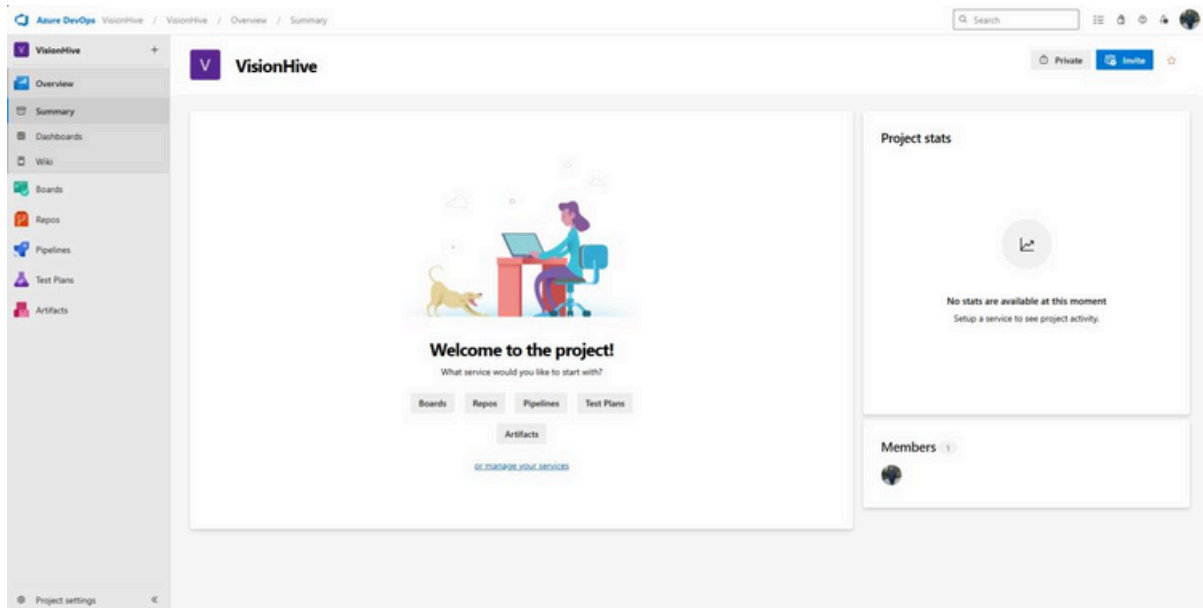 Azure DevOps VisionHive / VisionHive / Overview / Summary
Search
V VisionHive +
Overview
Summary
Dashboards
Wiki
Boards
Repos
Pipelines
Test Plans
Artifacts
Project settings
V VisionHive
Private
Invite
Welcome to the project!
What service would you like to start with?
Boards Repos Pipelines Test Plans
Artifacts
or manage your services
Project stats
No stats are available at this moment
Setup a service to see project activity.
Members 1